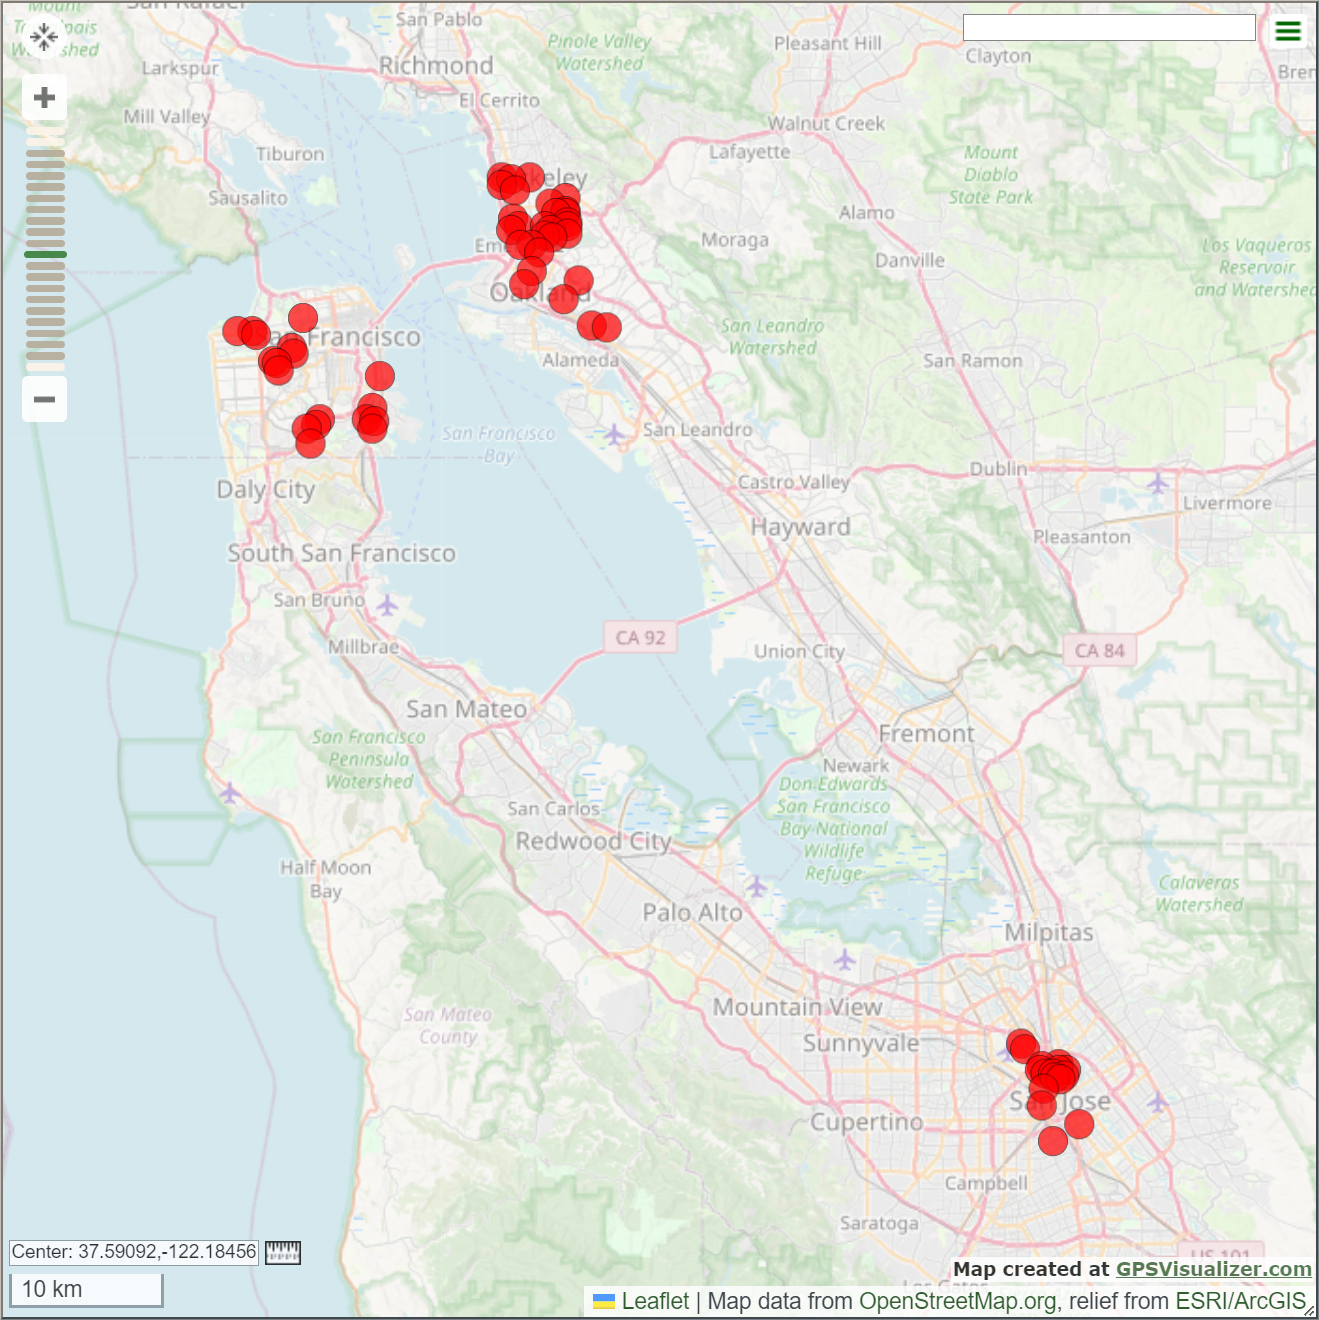 Mount
San Rafael
San Pablo
Watershed
Larkspur
Richmond
Pinole Valley
Watershed
Pleasant Hill
Clayton
El Cerrito
Mill Valley
Walnut Creek
Tiburon
Lafayette
Mount
Diablo
State Park
Sausalito
Alamo
Moraga
Danville
Los Vaqueros
Reservoir
and Watershed
Oakland
San Leandro
Watershed
Francisco
Alameda
San Ramon
San Francisco
Bay
San Leandro
Daly City
Castro Valley
Dublin
Livermore
Hayward
Pleasanton
South San Francisco
San Bruno
CA 92
Millbrae
Union City
CA 84
San Mateo
San Francisco
Peninsula
Watershed
Fremont
Newark
Don Edwards
San Francisco
Bay National
Wildlife
Refuge
San Carlos
Redwood City
Half Moon
Bay
Calaveras
Watershed
Palo Alto
Milpitas
San Mateo
County
Mountain View
Sunnyvale
San Jose
Cupertino
Campbell
Saratoga
US 101
Center: 37.59092,-122.18456
10 km
Map created at GPSVisualizer.com
Leaflet | Map data from OpenStreetMap.org, relief from ESRI/ArcGIS